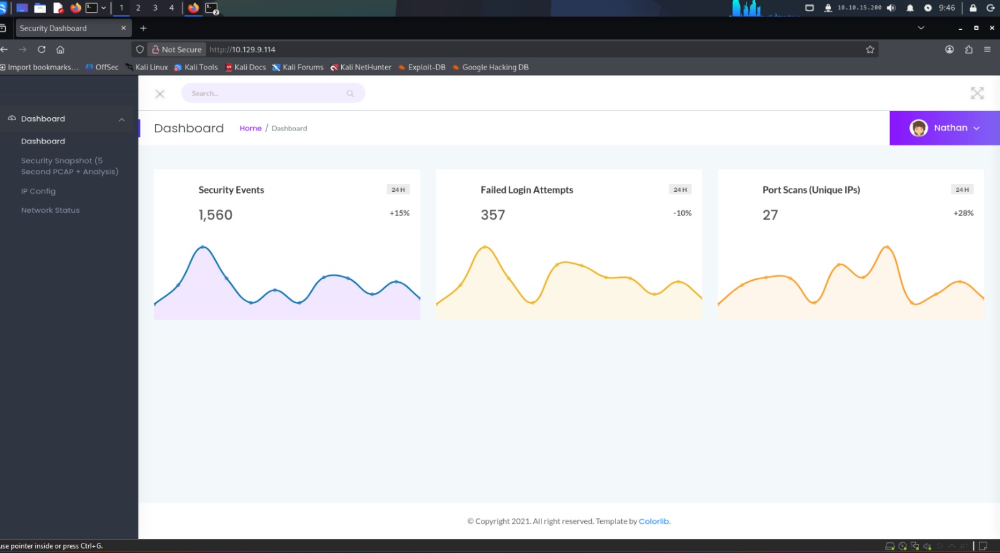 1 2 3 4 2 10.10.15.200 9:46
Security Dashboard
Not Secure http://10.129.9.114
Import bookmarks... OffSec Kali Linux Kali Tools Kali Docs Kali Forums Kali NetHunter Exploit-DB Google Hacking DB
Search...
Dashboard
Dashboard
Security Snapshot (5
Second PCAP + Analysis)
IP Config
Network Status
Dashboard Home / Dashboard Nathan
Security Events 24 H
1,560 +15%
Failed Login Attempts 24 H
357 -10%
Port Scans (Unique IPs) 24 H
27 +28%
© Copyright 2021. All right reserved. Template by Colorlib.
use pointer inside or press Ctrl+G.